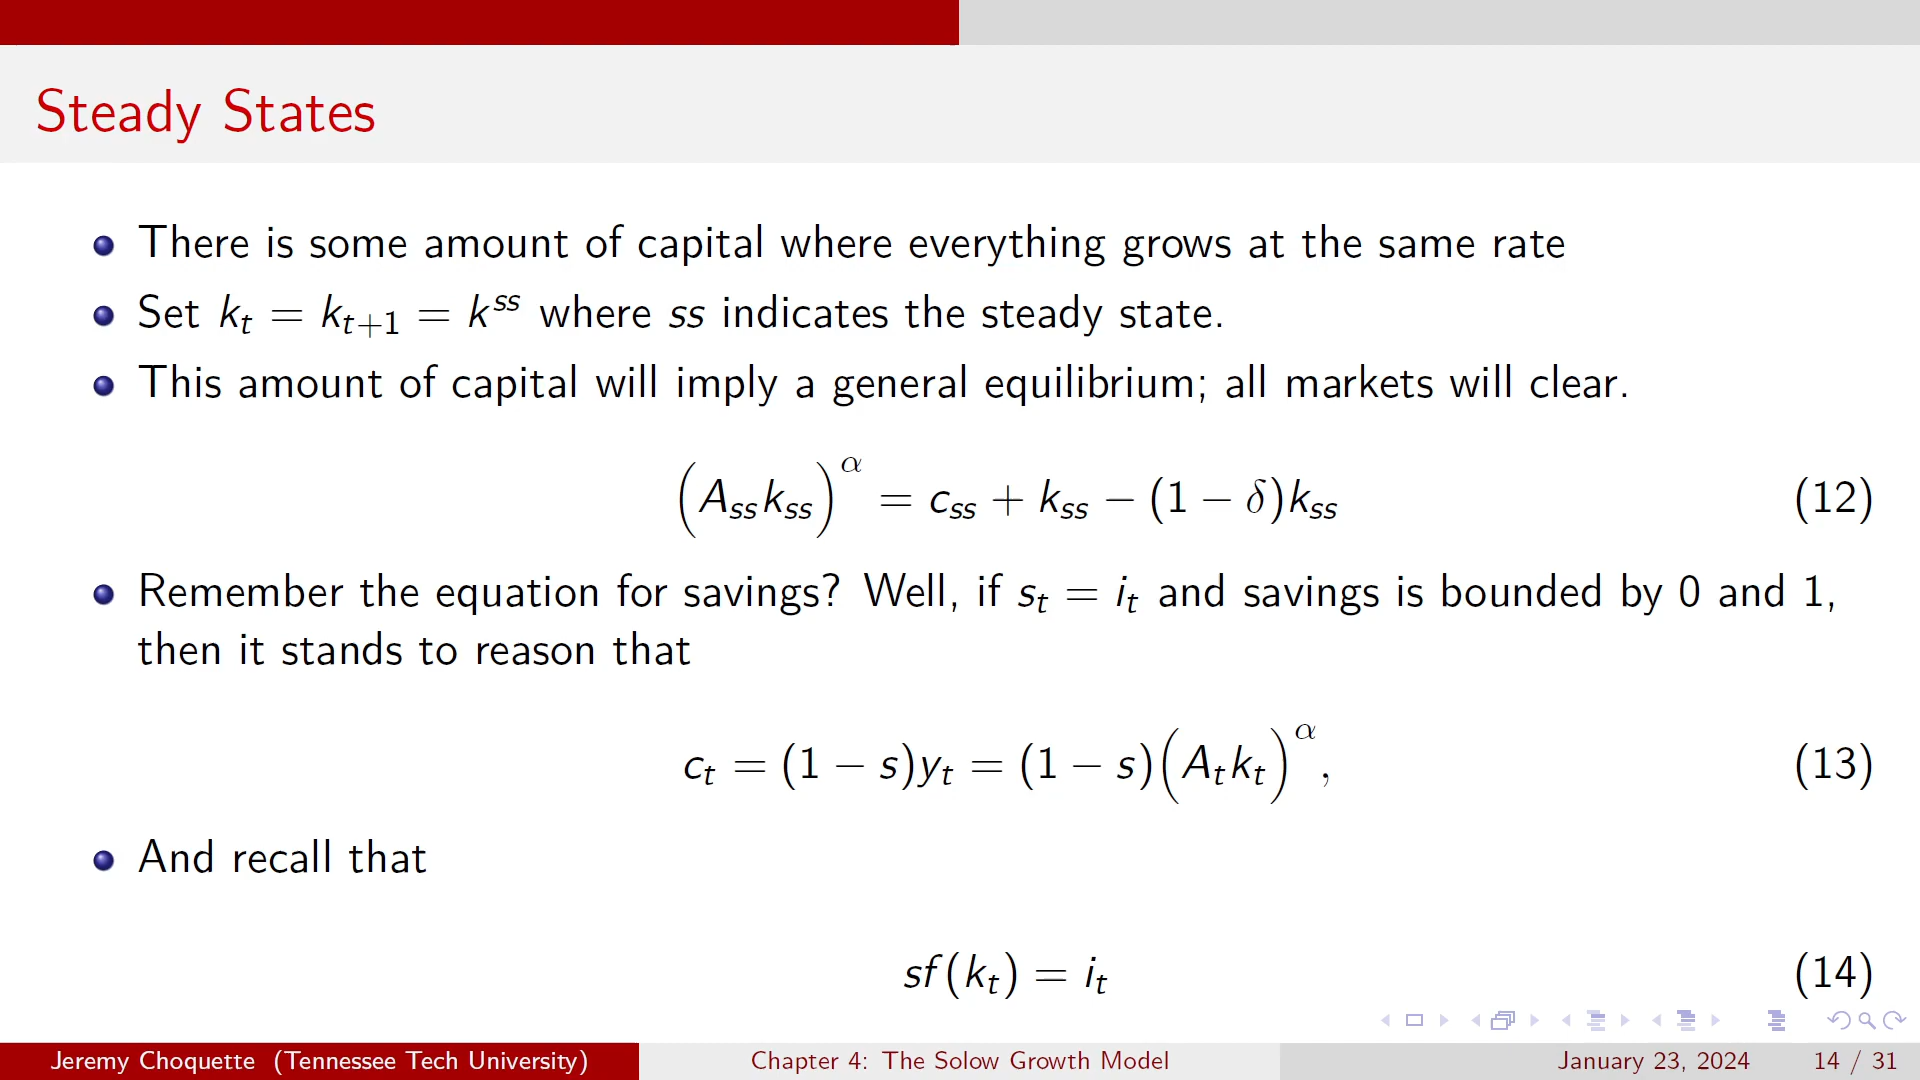 Steady States
There is some amount of capital where everything grows at the same rate
Set k_t = k_{t+1} = k^{ss} where ss indicates the steady state.
This amount of capital will imply a general equilibrium; all markets will clear.
(A_{ss}k_{ss})^α = c_{ss} + k_{ss} − (1 − δ)k_{ss} (12)
Remember the equation for savings? Well, if s_t = i_t and savings is bounded by 0 and 1,
then it stands to reason that
c_t = (1 − s)y_t = (1 − s)(A_t k_t)^α, (13)
And recall that
sf(k_t) = i_t (14)
Jeremy Choquette (Tennessee Tech University) Chapter 4: The Solow Growth Model January 23, 2024 14 / 31